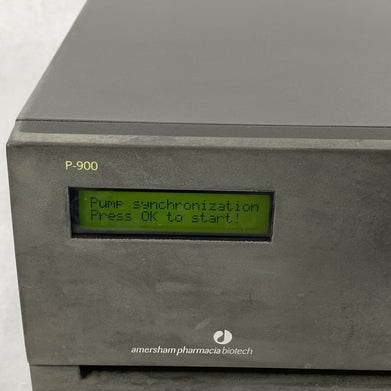 P-900
Pump synchronization
Press OK to start!
amersham pharmacia biotech